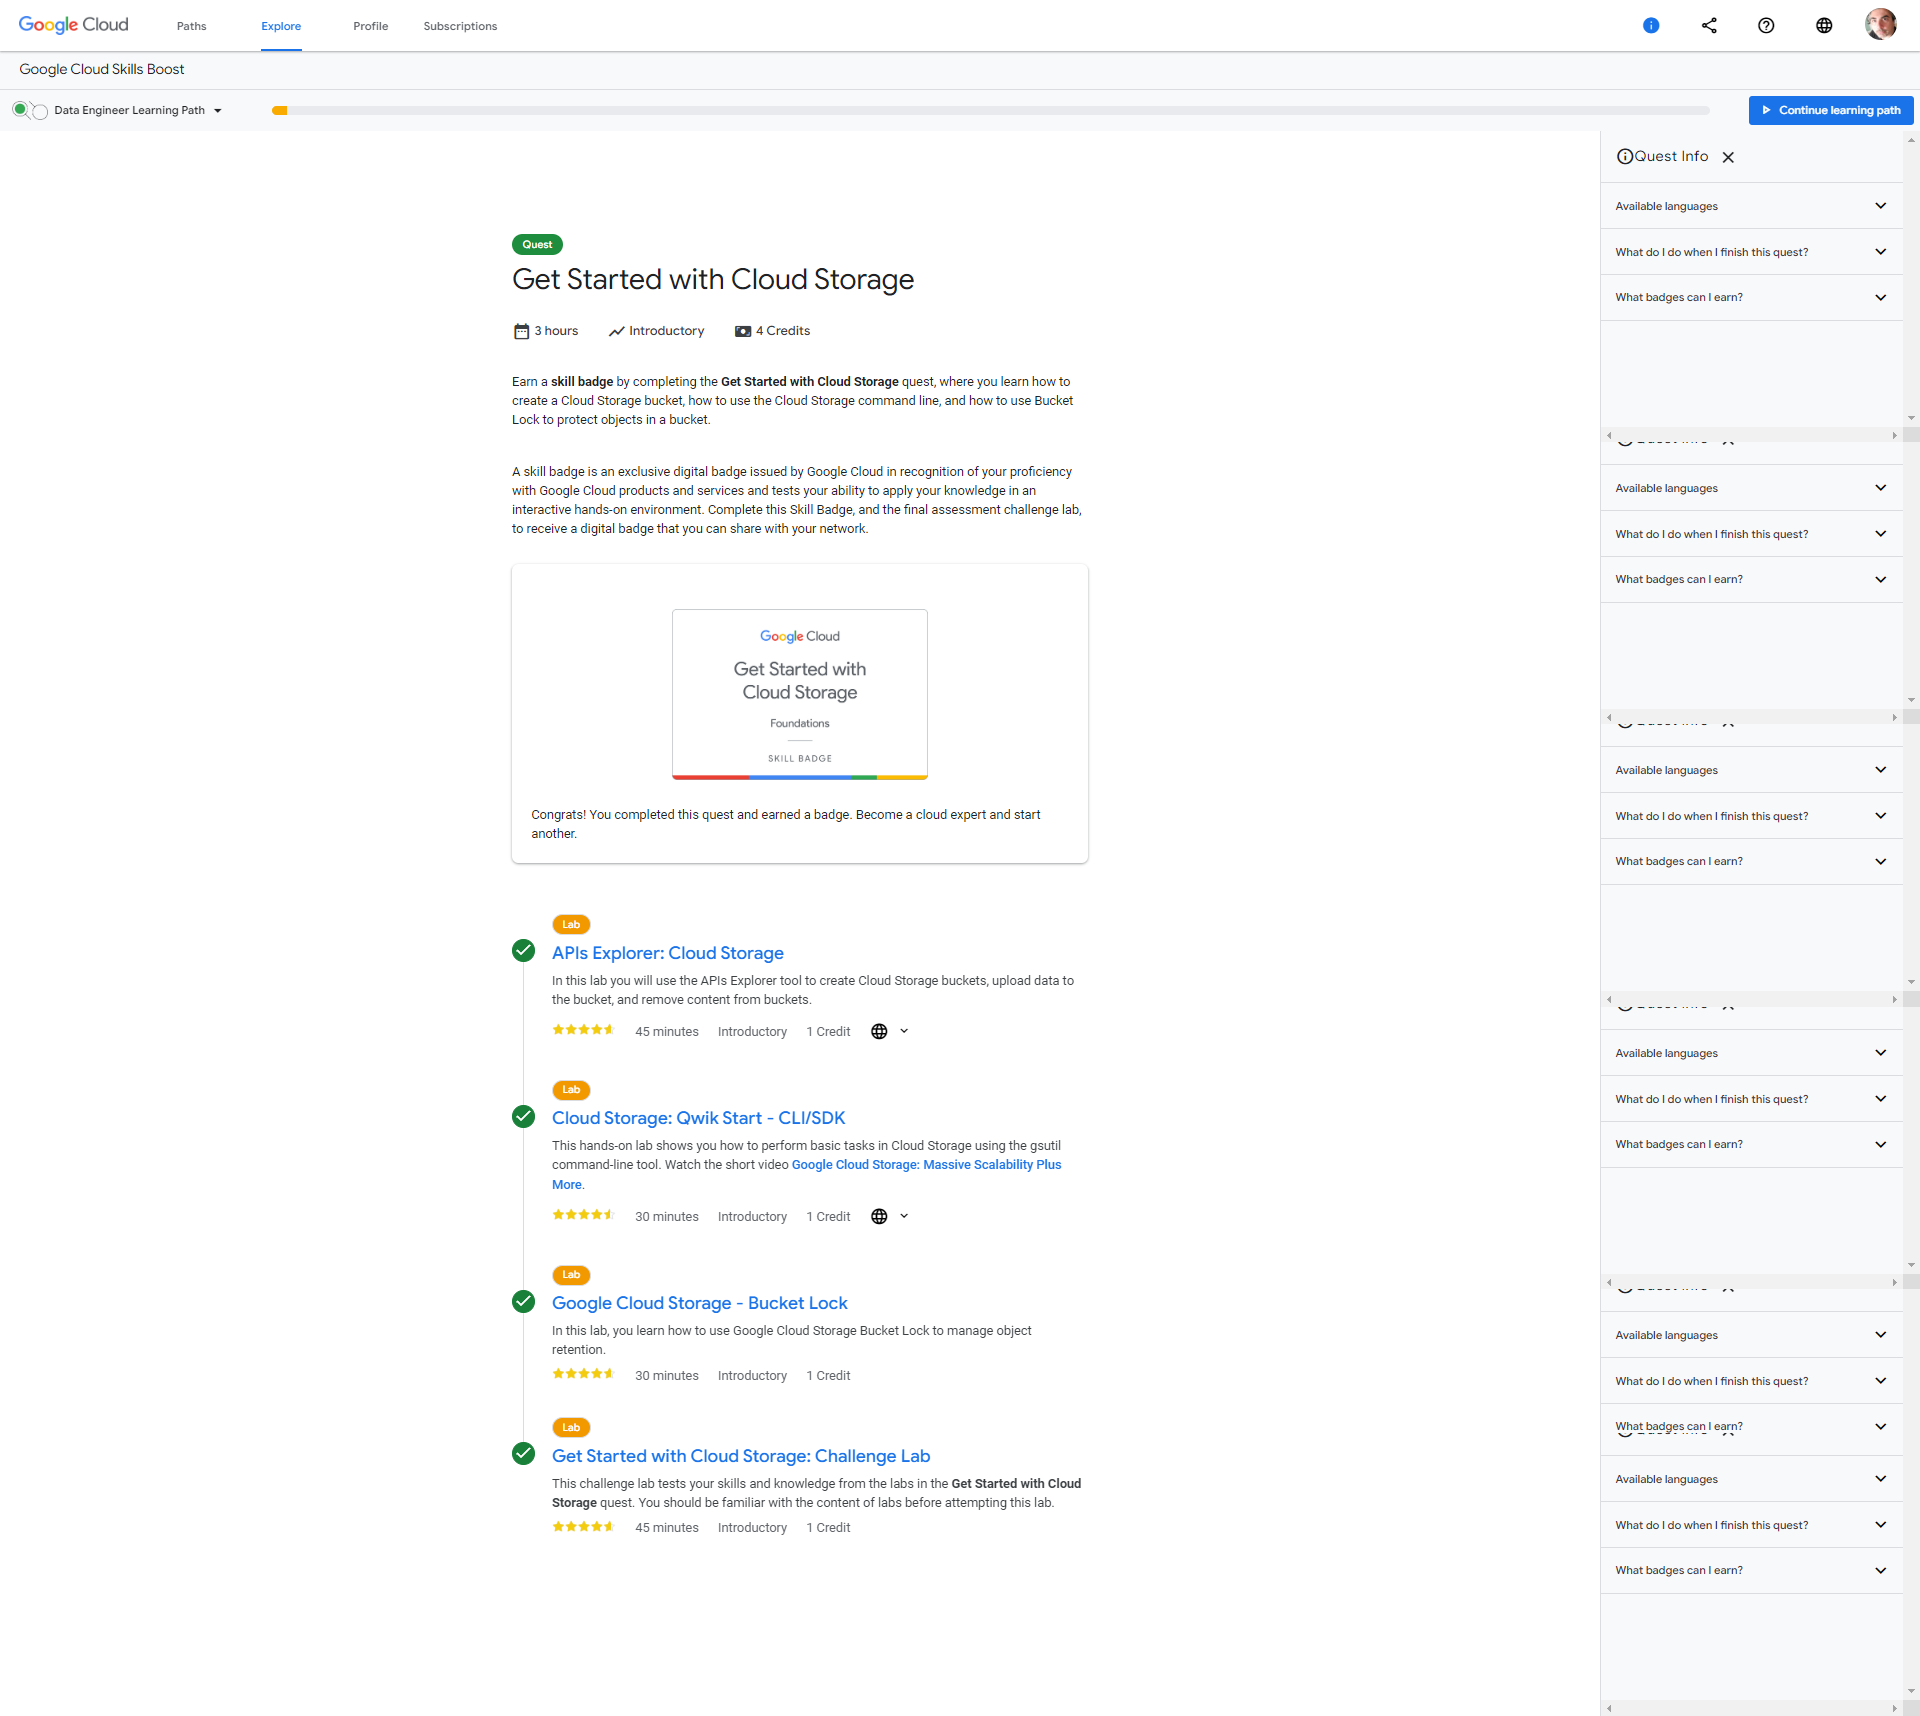 Google Cloud
Paths
Explore
Profile
Subscriptions
Google Cloud Skills Boost
Data Engineer Learning Path
Continue learning path
Quest
Get Started with Cloud Storage
3 hours
Introductory
4 Credits
Earn a skill badge by completing the Get Started with Cloud Storage quest, where you learn how to
create a Cloud Storage bucket, how to use the Cloud Storage command line, and how to use Bucket
Lock to protect objects in a bucket.
A skill badge is an exclusive digital badge issued by Google Cloud in recognition of your proficiency
with Google Cloud products and services and tests your ability to apply your knowledge in an
interactive hands-on environment. Complete this Skill Badge, and the final assessment challenge lab,
to receive a digital badge that you can share with your network.
Google Cloud
Get Started with
Cloud Storage
Foundations
SKILL BADGE
Congrats! You completed this quest and earned a badge. Become a cloud expert and start
another.
Lab
APIs Explorer: Cloud Storage
In this lab you will use the APIs Explorer tool to create Cloud Storage buckets, upload data to
the bucket, and remove content from buckets.
45 minutes
Introductory
1 Credit
Lab
Cloud Storage: Qwik Start - CLI/SDK
This hands-on lab shows you how to perform basic tasks in Cloud Storage using the gsutil
command-line tool. Watch the short video Google Cloud Storage: Massive Scalability Plus
More.
30 minutes
Introductory
1 Credit
Lab
Google Cloud Storage - Bucket Lock
In this lab, you learn how to use Google Cloud Storage Bucket Lock to manage object
retention.
30 minutes
Introductory
1 Credit
Lab
Get Started with Cloud Storage: Challenge Lab
This challenge lab tests your skills and knowledge from the labs in the Get Started with Cloud
Storage quest. You should be familiar with the content of labs before attempting this lab.
45 minutes
Introductory
1 Credit
Quest Info
Available languages
What do I do when I finish this quest?
What badges can I earn?
Available languages
What do I do when I finish this quest?
What badges can I earn?
Available languages
What do I do when I finish this quest?
What badges can I earn?
Available languages
What do I do when I finish this quest?
What badges can I earn?
Available languages
What do I do when I finish this quest?
What badges can I earn?
Available languages
What do I do when I finish this quest?
What badges can I earn?